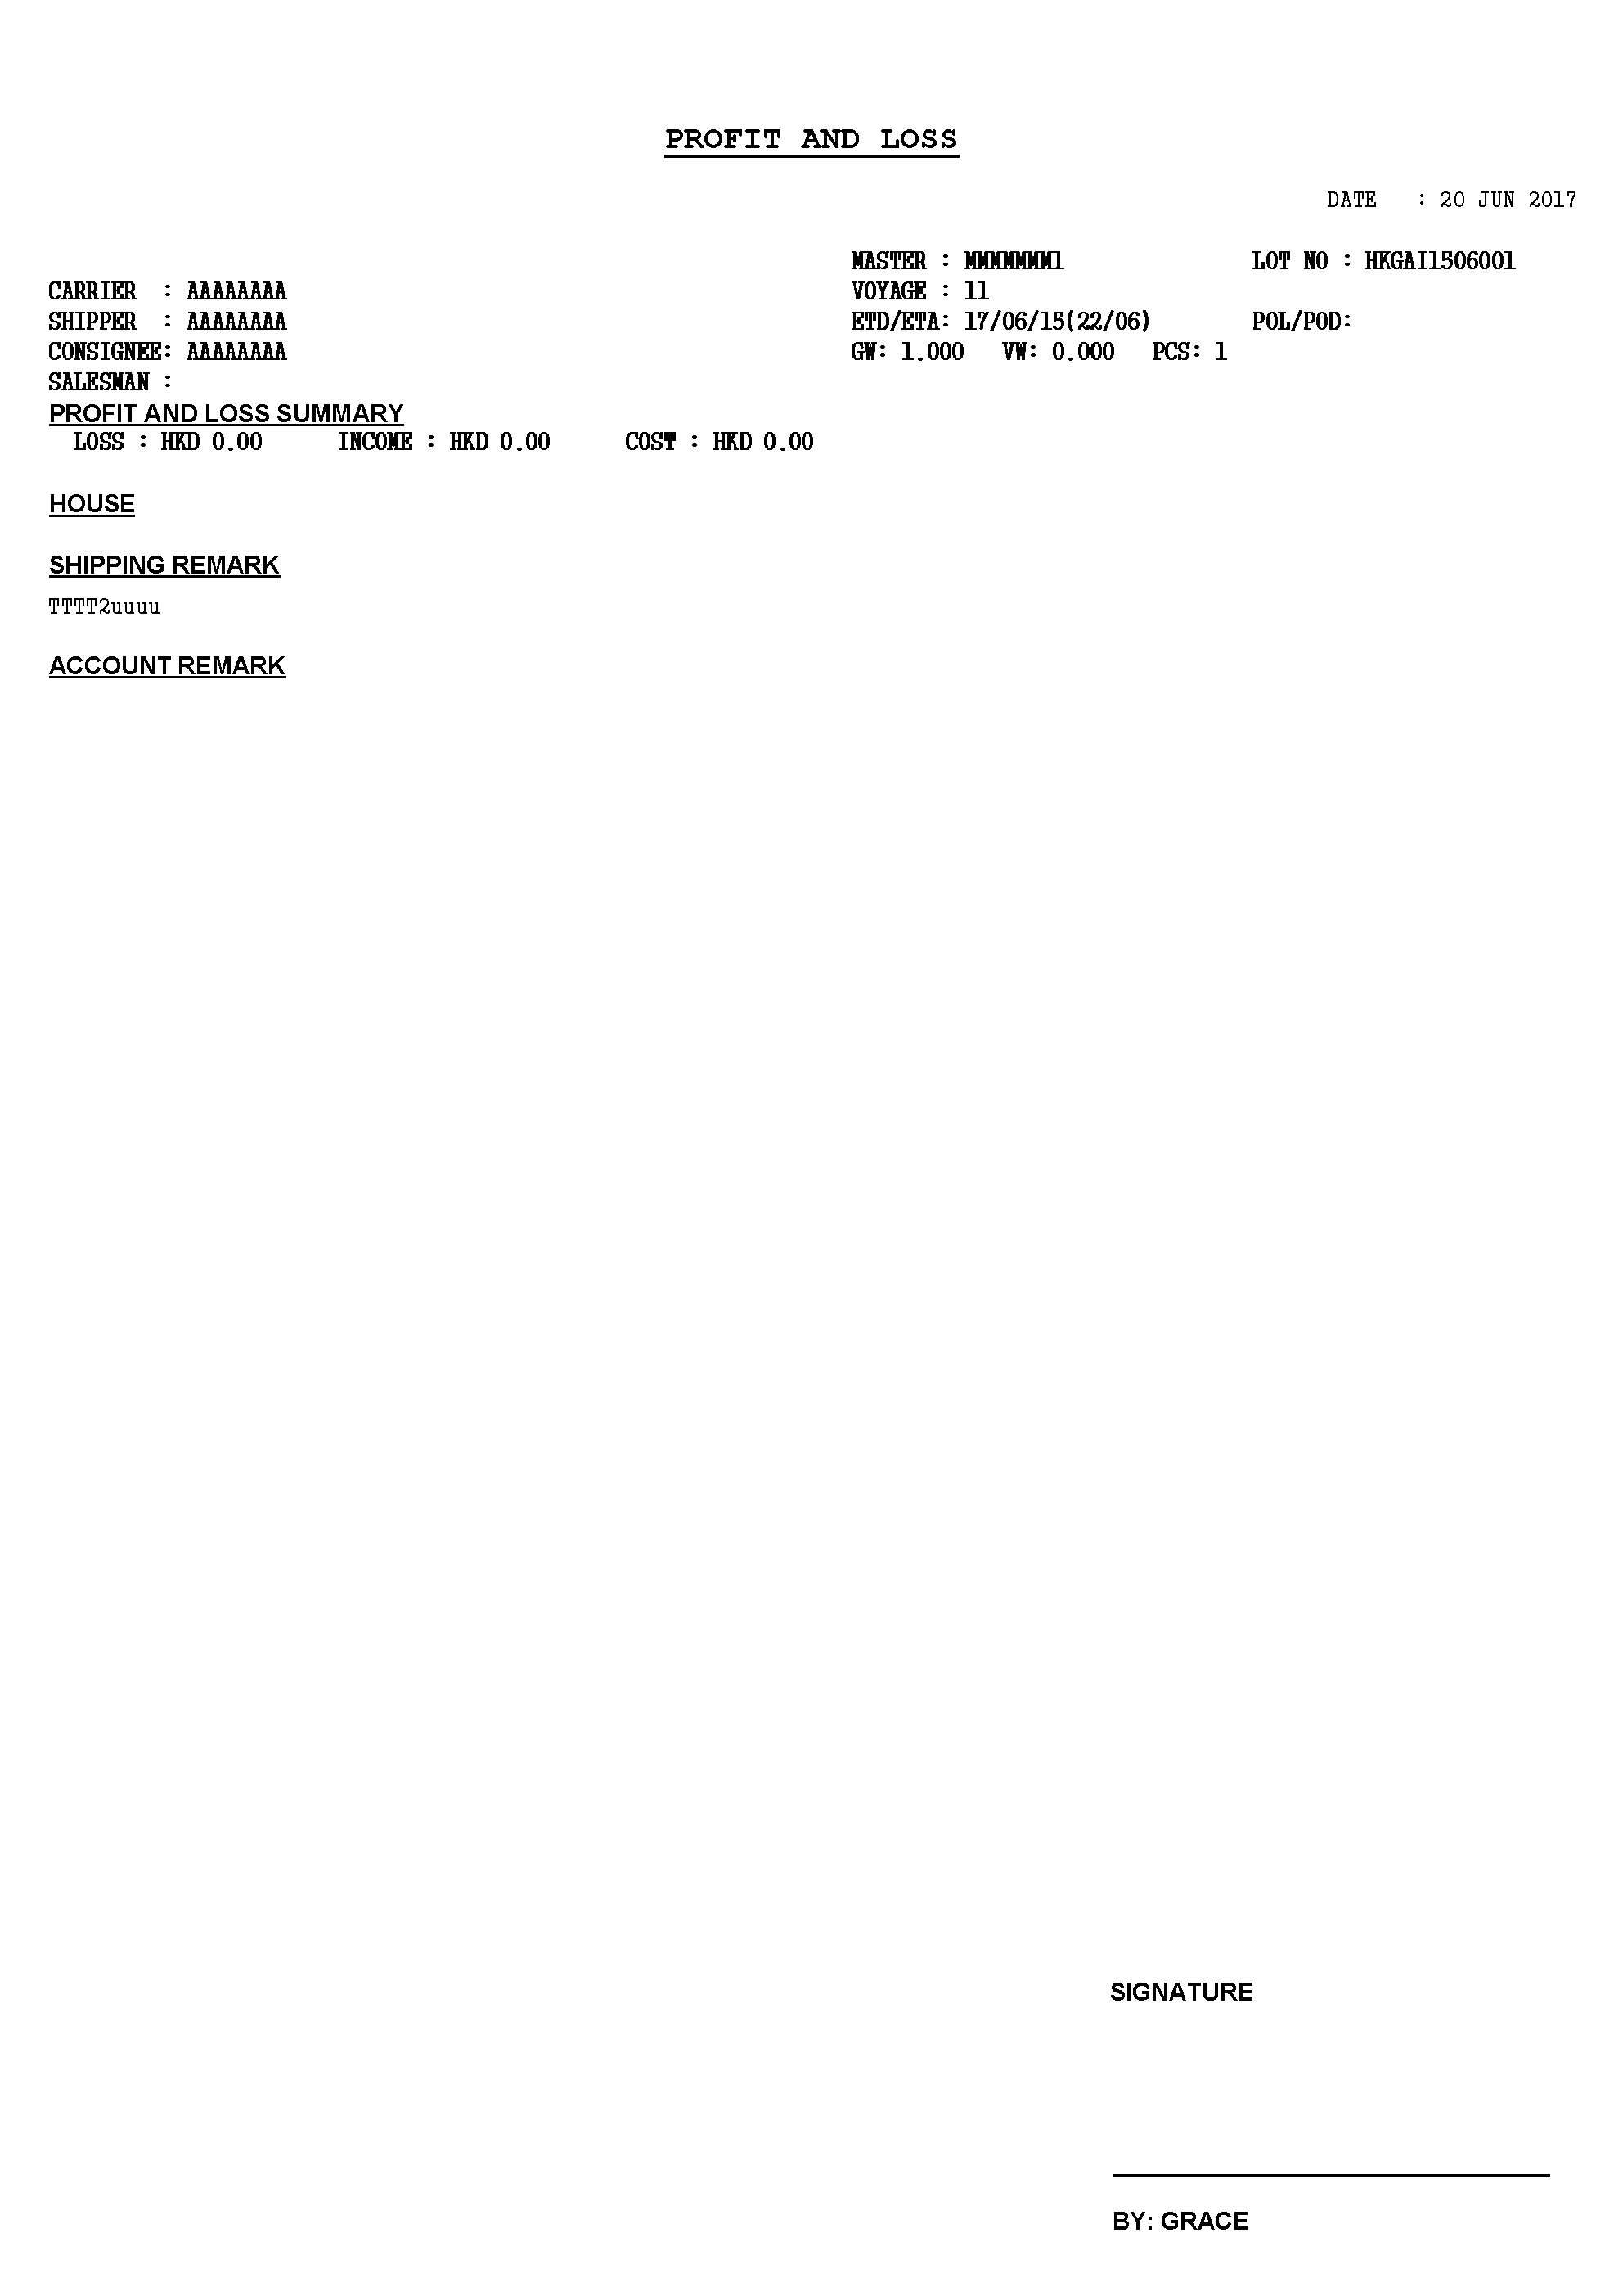 PROFIT AND LOSS
DATE : 20 JUN 2017
MASTER : MMMMMMM1 LOT NO : HKGAI1506001
CARRIER : AAAAAAAA VOYAGE : 11
SHIPPER : AAAAAAAA ETD/ETA: 17/06/15(22/06) POL/POD:
CONSIGNEE: AAAAAAAA GW: 1.000 VW: 0.000 PCS: 1
SALESMAN :
PROFIT AND LOSS SUMMARY
LOSS : HKD 0.00 INCOME : HKD 0.00 COST : HKD 0.00
HOUSE
SHIPPING REMARK
TTTT2uuuu
ACCOUNT REMARK
SIGNATURE
BY: GRACE